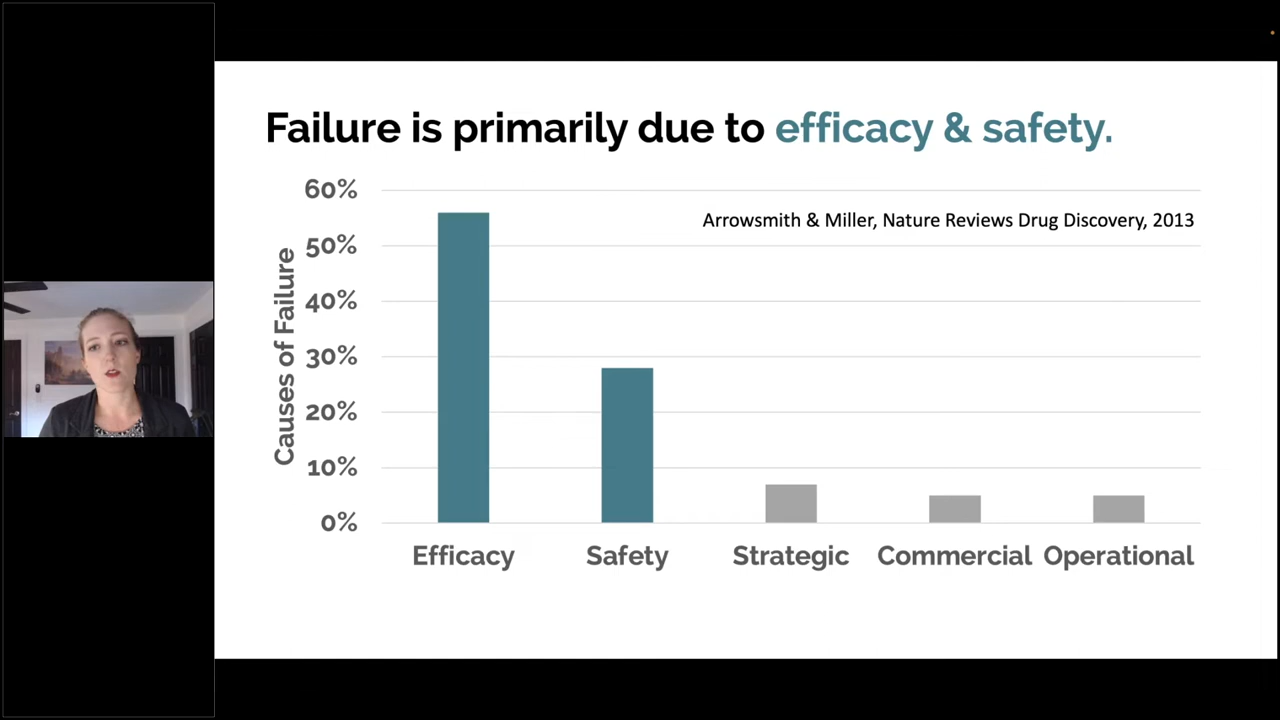 Failure is primarily due to efficacy & safety.
60%
Arrowsmith & Miller, Nature Reviews Drug Discovery, 2013
50%
40%
30%
20%
10%
0%
Causes of Failure
Efficacy
Safety
Strategic
Commercial
Operational